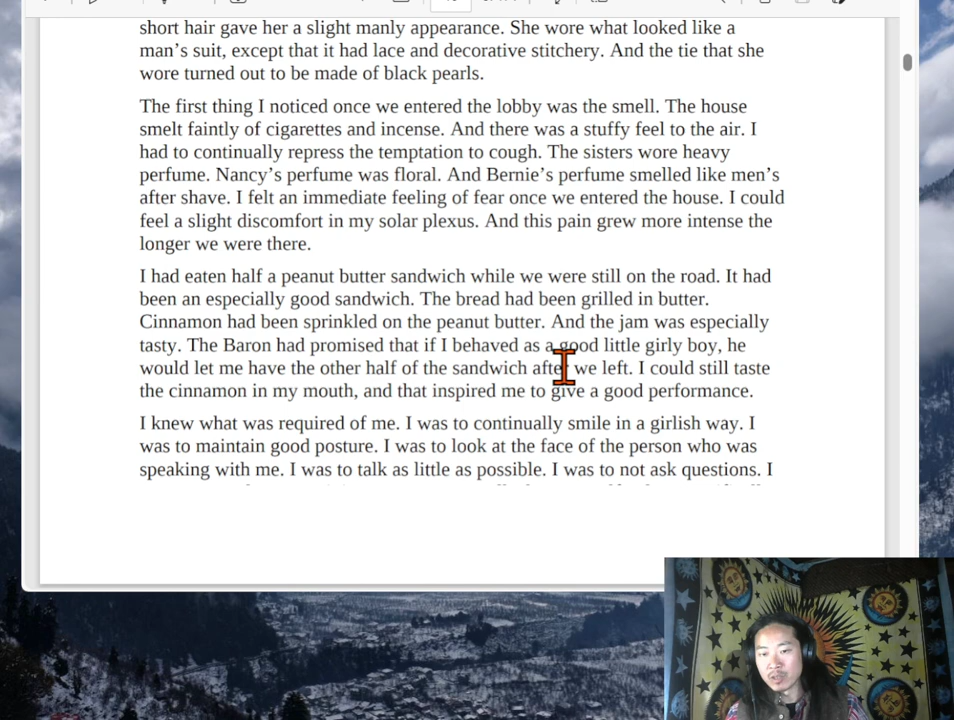 short hair gave her a slight manly appearance. She wore what looked like a
man's suit, except that it had lace and decorative stitchery. And the tie that she
wore turned out to be made of black pearls.
The first thing I noticed once we entered the lobby was the smell. The house
smelt faintly of cigarettes and incense. And there was a stuffy feel to the air. I
had to continually repress the temptation to cough. The sisters wore heavy
perfume. Nancy's perfume was floral. And Bernie's perfume smelled like men's
after shave. I felt an immediate feeling of fear once we entered the house. I could
feel a slight discomfort in my solar plexus. And this pain grew more intense the
longer we were there.
I had eaten half a peanut butter sandwich while we were still on the road. It had
been an especially good sandwich. The bread had been grilled in butter.
Cinnamon had been sprinkled on the peanut butter. And the jam was especially
tasty. The Baron had promised that if I behaved as a good little girly boy, he
would let me have the other half of the sandwich after we left. I could still taste
the cinnamon in my mouth, and that inspired me to give a good performance.
I knew what was required of me. I was to continually smile in a girlish way. I
was to maintain good posture. I was to look at the face of the person who was
speaking with me. I was to talk as little as possible. I was to not ask questions. I